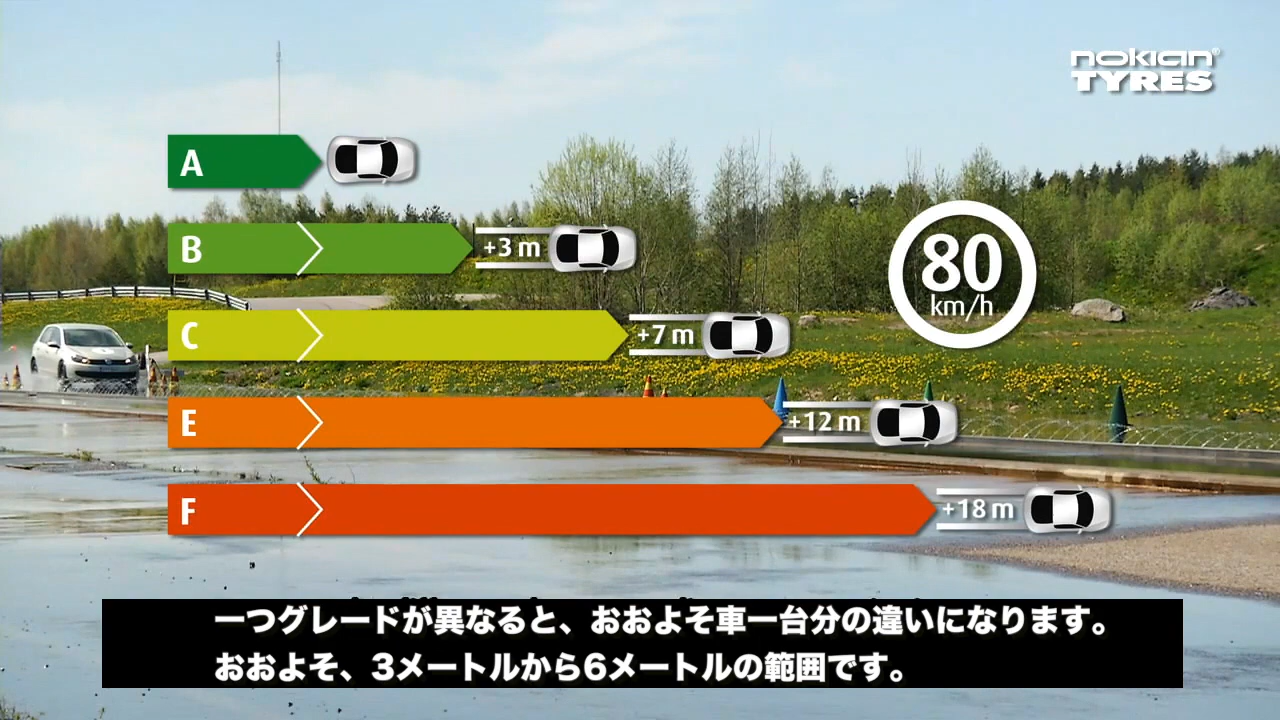 nokian®
TYRES
A
B
+3 m
C
+7 m
E
+12 m
F
+18 m
80
km/h
一つグレードが異なると、おおよそ車一台分の違いになります。
おおよそ、3メートルから6メートルの範囲です。